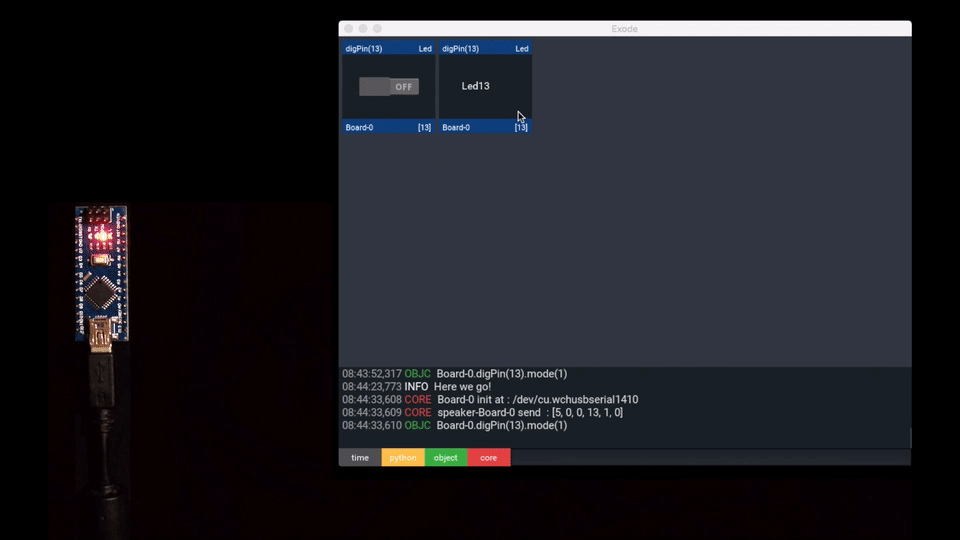 Exode
digPin(13) Led
digPin(13) Led
OFF
Led13
Board-0 [13]
Board-0 [13]
08:43:52,317 OBJC Board-0.digPin(13).mode(1)
08:44:23,773 INFO Here we go!
08:44:33,608 CORE Board-0 init at : /dev/cu.wchusbserial1410
08:44:33,609 CORE speaker-Board-0 send : [5, 0, 0, 13, 1, 0]
08:44:33,610 OBJC Board-0.digPin(13).mode(1)
time python object core